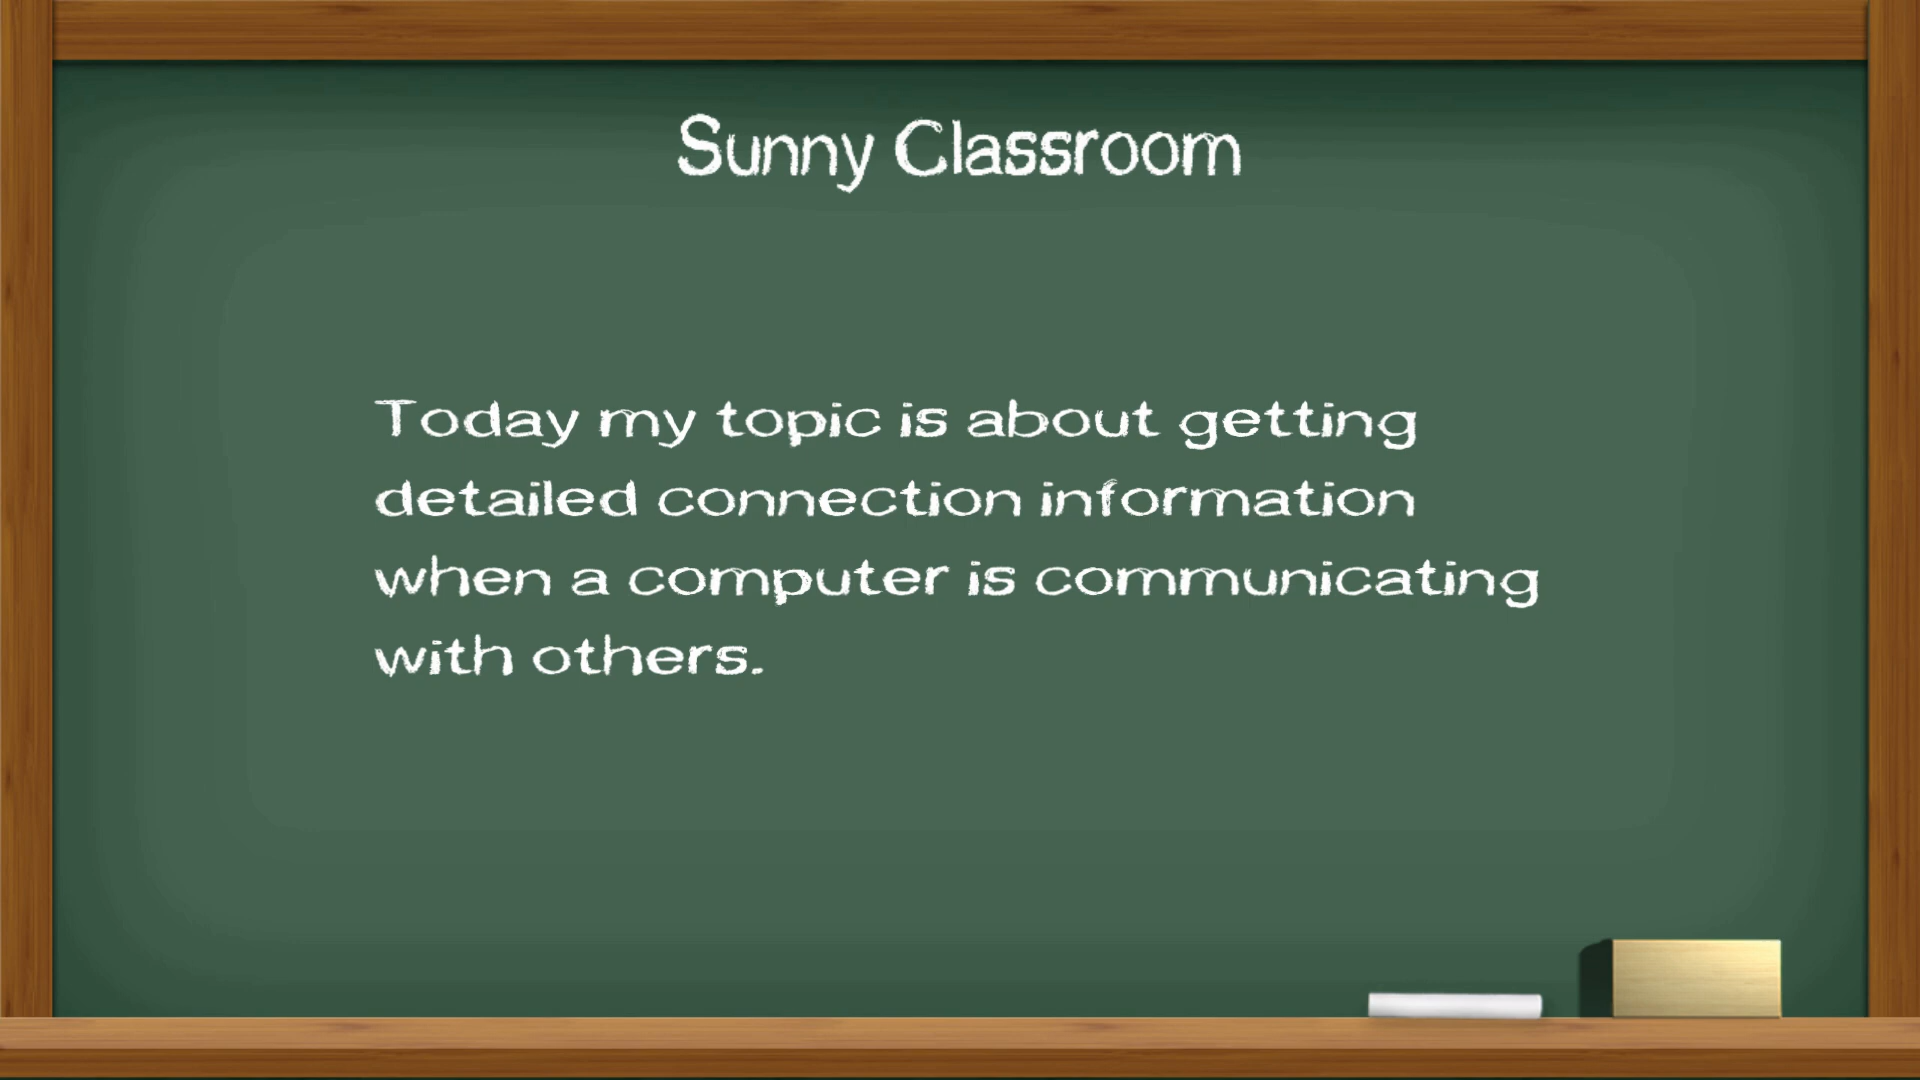 Sunny Classroom
Today my topic is about getting
detailed connection information
when a computer is communicating
with others.